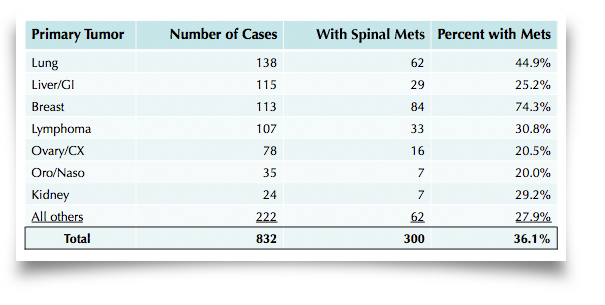 Primary Tumor Number of Cases With Spinal Mets Percent with Mets
Lung 138 62 44.9%
Liver/GI 115 29 25.2%
Breast 113 84 74.3%
Lymphoma 107 33 30.8%
Ovary/CX 78 16 20.5%
Oro/Naso 35 7 20.0%
Kidney 24 7 29.2%
All others 222 62 27.9%
Total 832 300 36.1%